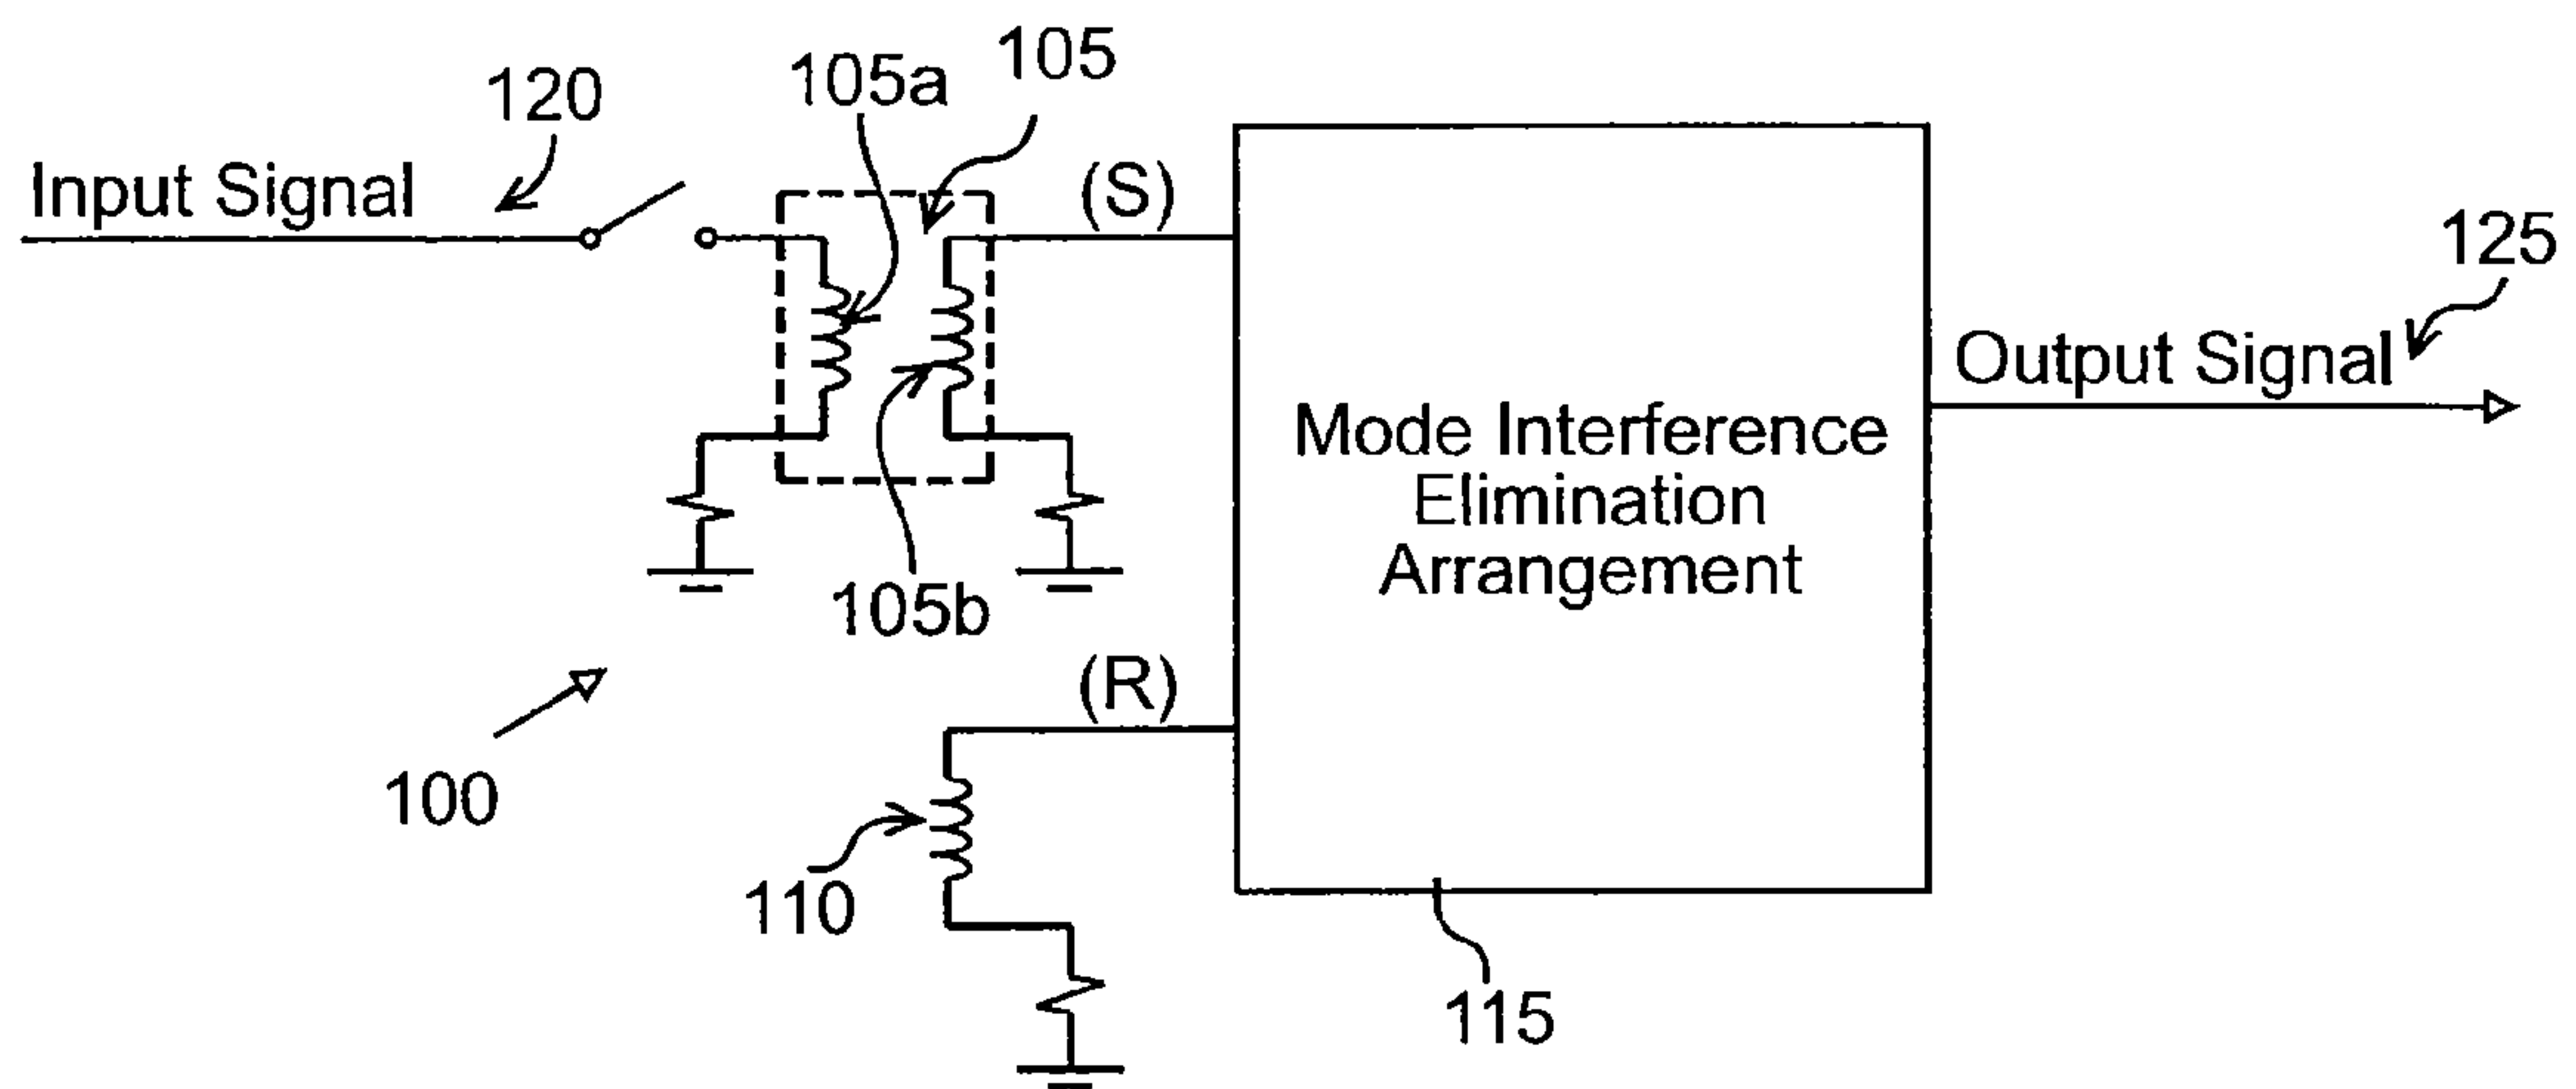 105
105a
120
Input Signal
(S)
125
Output Signal
Mode Interference
Elimination
Arrangement
105b
(R)
100
110
115